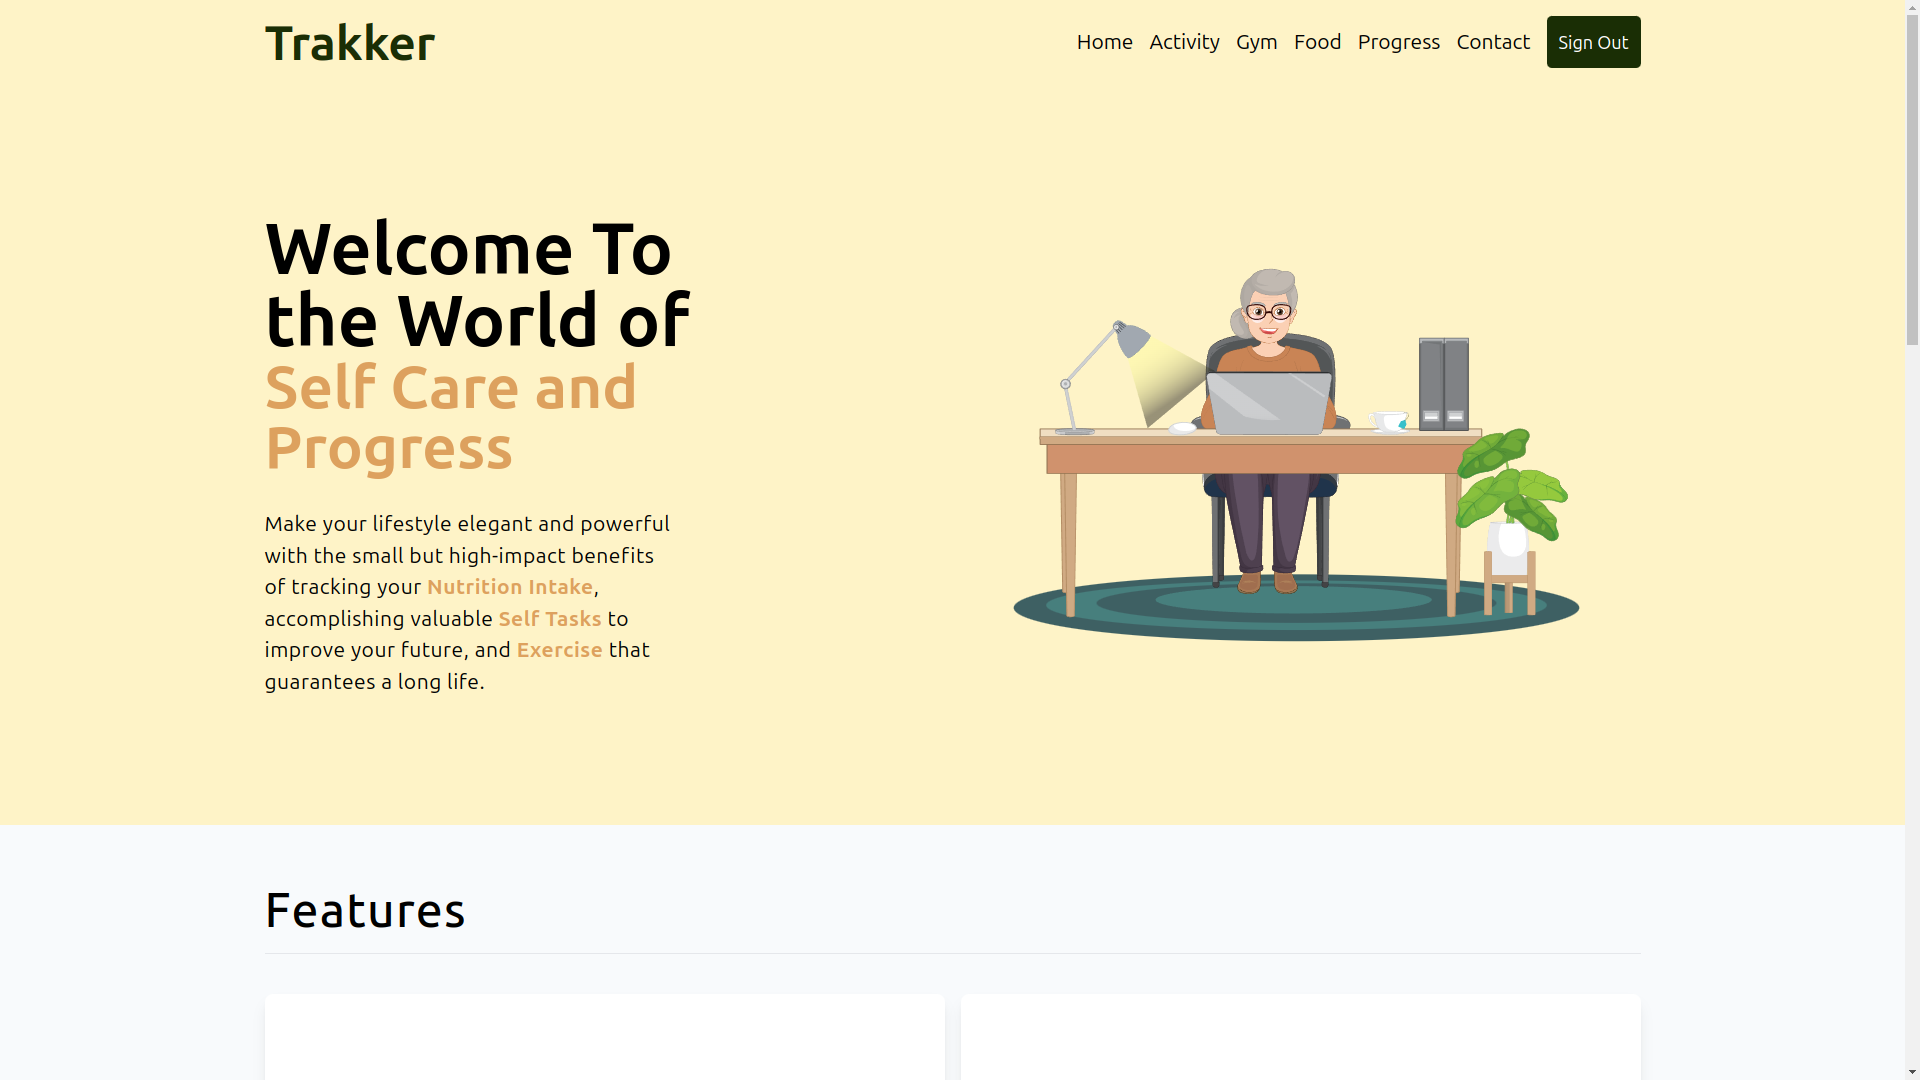 Trakker
Home Activity Gym Food Progress Contact Sign Out
Welcome To
the World of
Self Care and
Progress
Make your lifestyle elegant and powerful
with the small but high-impact benefits
of tracking your Nutrition Intake,
accomplishing valuable Self Tasks to
improve your future, and Exercise that
guarantees a long life.
Features